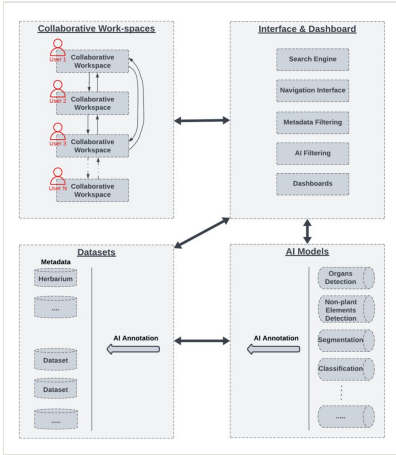 Collaborative Work-spaces
User 1
Collaborative
Workspace
User 2
Collaborative
Workspace
User 3
Collaborative
Workspace
User N
Collaborative
Workspace
Interface & Dashboard
Search Engine
Navigation Interface
Metadata Filtering
AI Filtering
Dashboards
Datasets
Metadata
Herbarium
....
AI Annotation
Dataset
Dataset
.....
AI Models
Organs
Detection
Non-plant
Elements
Detection
AI Annotation
Segmentation
Classification
.....